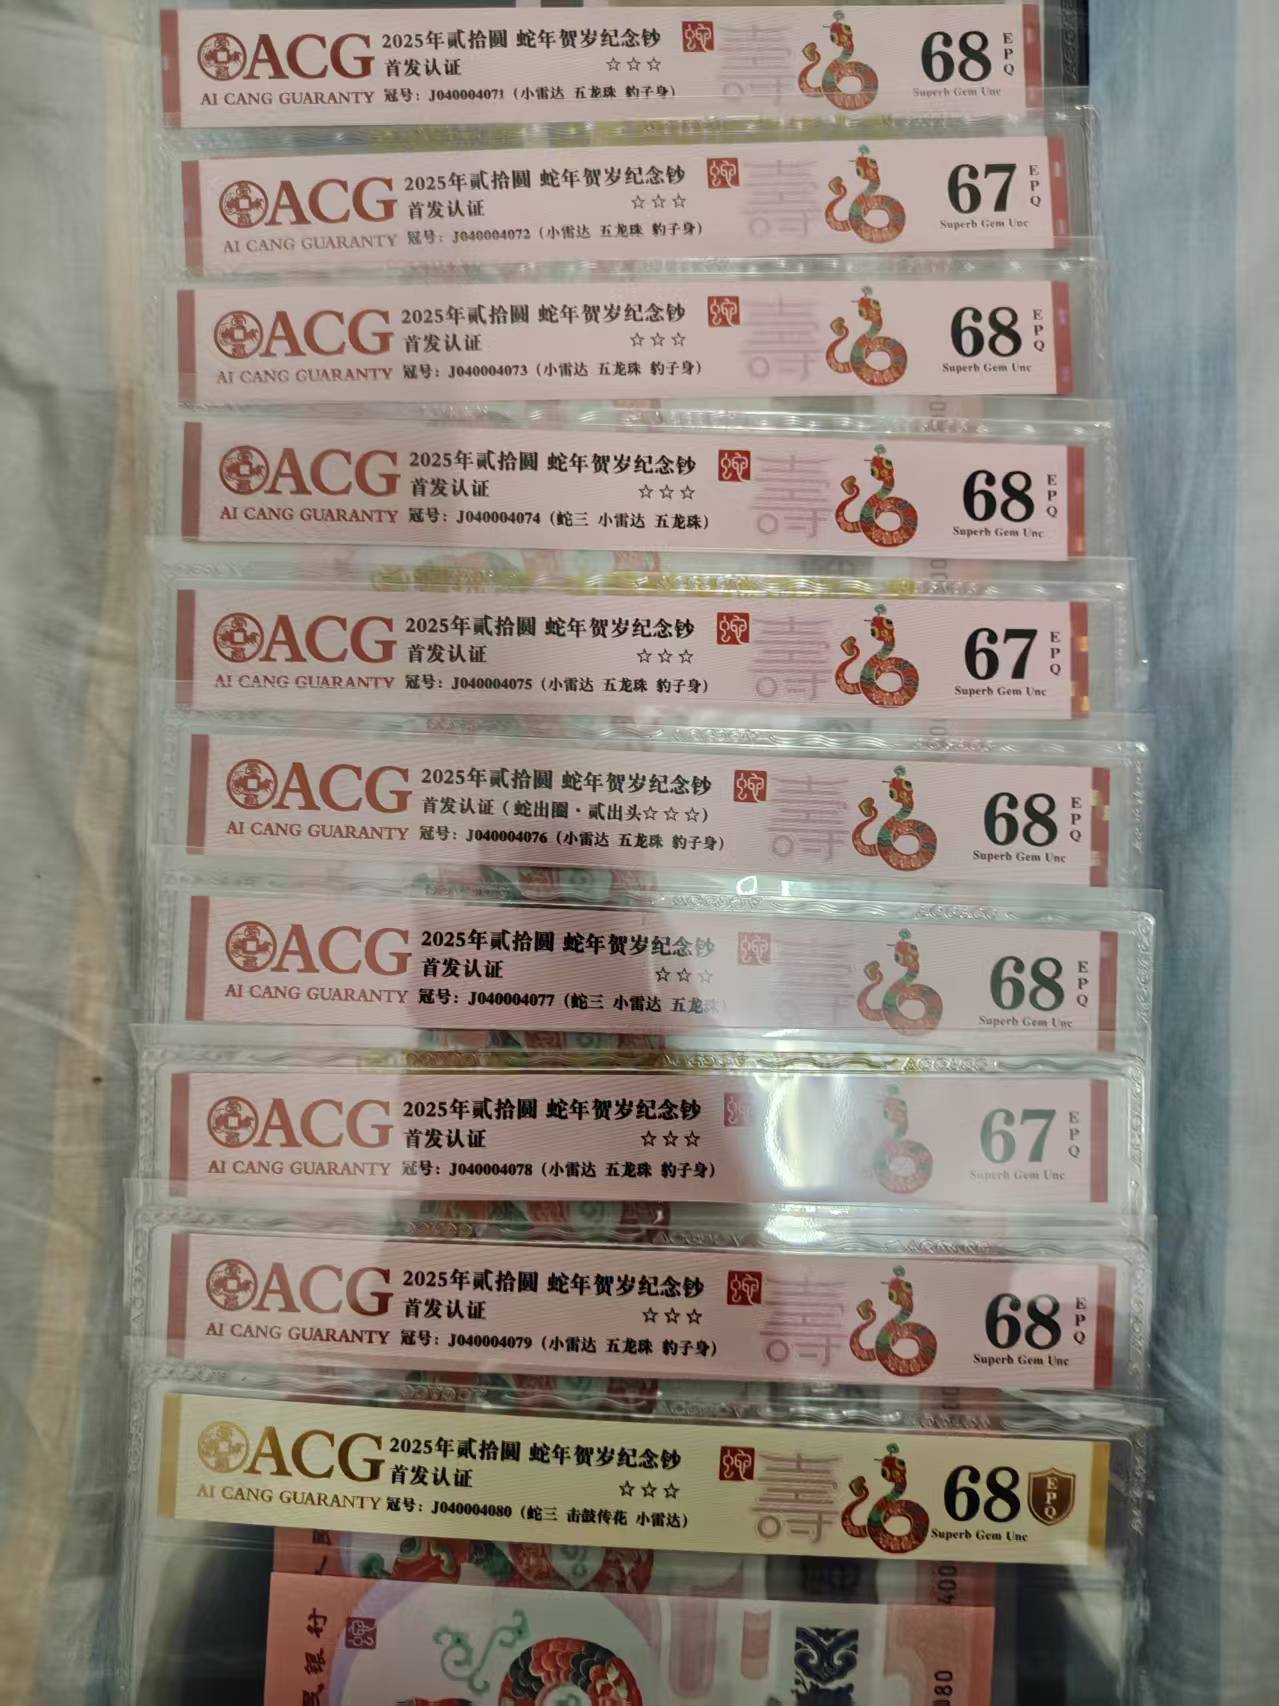 ACG 2025年贰拾圆 蛇年贺岁纪念钞 68 EPQ
首发认证 ☆☆☆
AI CANG GUARANTY 冠号：J040004071（小雷达 五龙珠 豹子身） Superb Gem Unc
ACG 2025年贰拾圆 蛇年贺岁纪念钞 67 EPQ
首发认证 ☆☆☆
AI CANG GUARANTY 冠号：J040004072（小雷达 五龙珠 豹子身） Superb Gem Unc
ACG 2025年贰拾圆 蛇年贺岁纪念钞 68 EPQ
首发认证 ☆☆☆
AI CANG GUARANTY 冠号：J040004073（小雷达 五龙珠 豹子身） Superb Gem Unc
ACG 2025年贰拾圆 蛇年贺岁纪念钞 68 EPQ
首发认证 ☆☆☆
AI CANG GUARANTY 冠号：J040004074（蛇三 小雷达 五龙珠） Superb Gem Unc
ACG 2025年贰拾圆 蛇年贺岁纪念钞 67 EPQ
首发认证 ☆☆☆
AI CANG GUARANTY 冠号：J040004075（小雷达 五龙珠 豹子身） Superb Gem Unc
ACG 2025年贰拾圆 蛇年贺岁纪念钞 68 EPQ
首发认证（蛇出圈·贰出头☆☆☆）
AI CANG GUARANTY 冠号：J040004076（小雷达 五龙珠 豹子身） Superb Gem Unc
ACG 2025年贰拾圆 蛇年贺岁纪念钞 68 EPQ
首发认证 ☆☆☆
AI CANG GUARANTY 冠号：J040004077（蛇三 小雷达 五龙珠） Superb Gem Unc
ACG 2025年贰拾圆 蛇年贺岁纪念钞 67 EPQ
首发认证 ☆☆☆
AI CANG GUARANTY 冠号：J040004078（小雷达 五龙珠 豹子身） Superb Gem Unc
ACG 2025年贰拾圆 蛇年贺岁纪念钞 68 EPQ
首发认证 ☆☆☆
AI CANG GUARANTY 冠号：J040004079（小雷达 五龙珠 豹子身） Superb Gem Unc
ACG 2025年贰拾圆 蛇年贺岁纪念钞 68 EPQ
首发认证 ☆☆☆
AI CANG GUARANTY 冠号：J040004080（蛇三 击鼓传花 小雷达） Superb Gem Unc
民银行
080